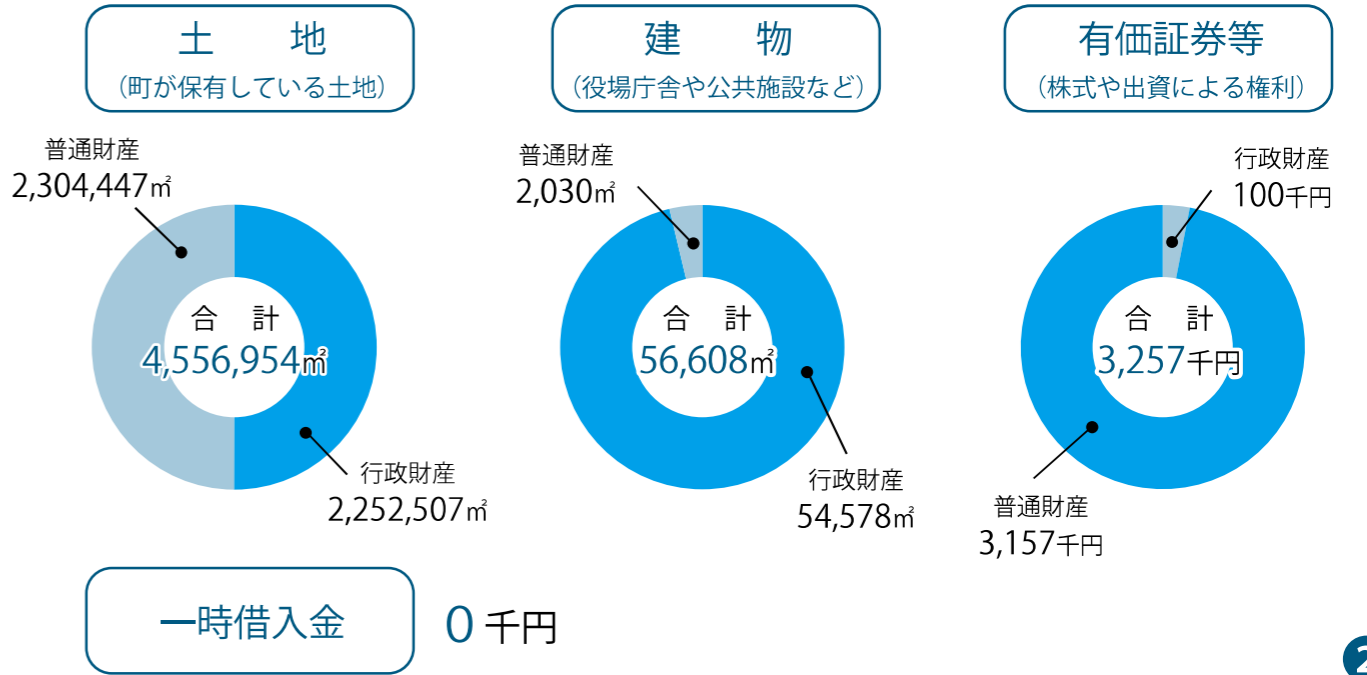 土　地
（町が保有している土地）
普通財産
2,304,447㎡
合　計
4,556,954㎡
行政財産
2,252,507㎡
建　物
（役場庁舎や公共施設など）
普通財産
2,030㎡
合　計
56,608㎡
行政財産
54,578㎡
有価証券等
（株式や出資による権利）
行政財産
100千円
合　計
3,257千円
普通財産
3,157千円
一時借入金
0千円